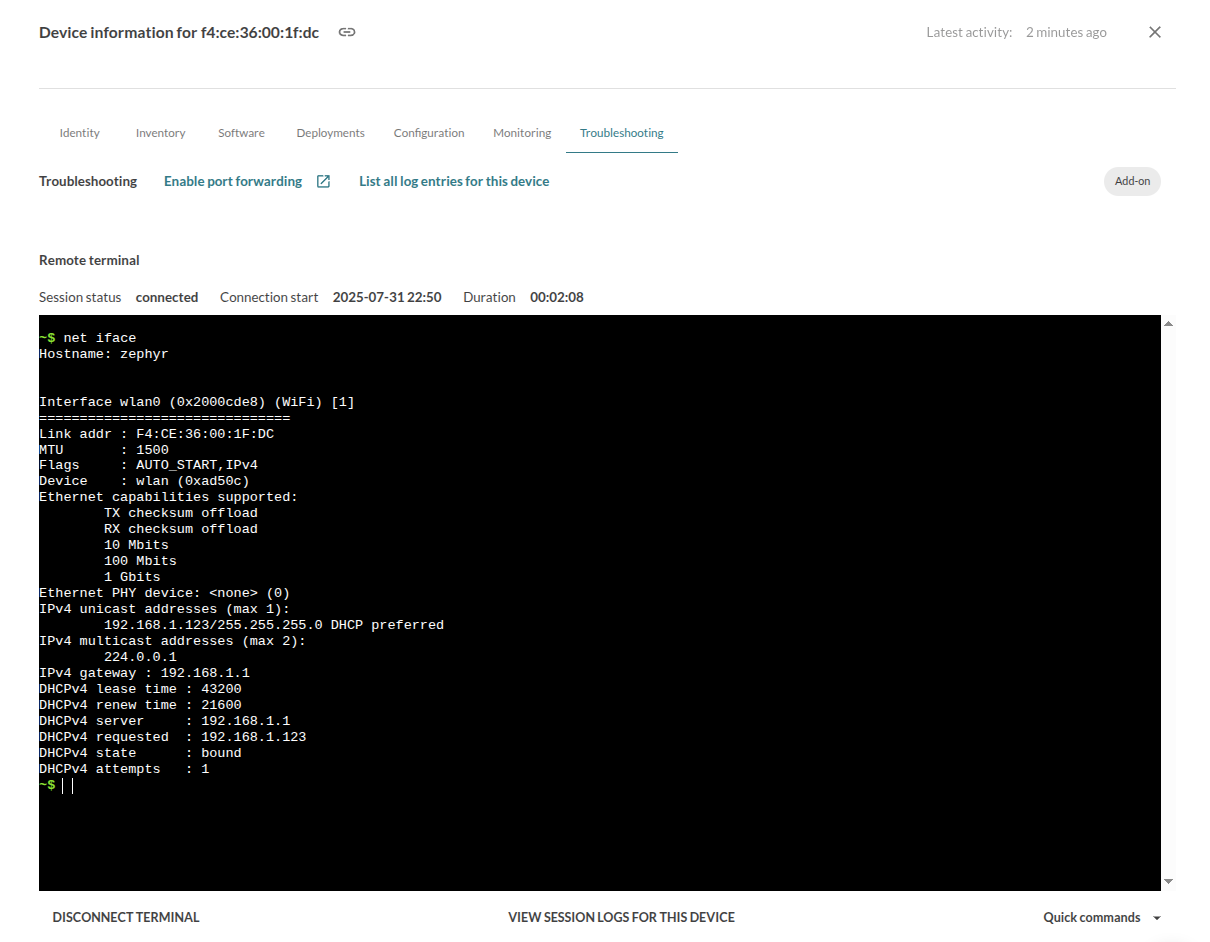 Device information for f4:ce:36:00:1f:dc
Latest activity: 2 minutes ago
Identity Inventory Software Deployments Configuration Monitoring Troubleshooting
Troubleshooting Enable port forwarding List all log entries for this device Add-on
Remote terminal
Session status connected Connection start 2025-07-31 22:50 Duration 00:02:08
~$ net iface
Hostname: zephyr
Interface wlan0 (0x2000cde8) (WiFi) [1]
===============================
Link addr : F4:CE:36:00:1F:DC
MTU       : 1500
Flags     : AUTO_START,IPv4
Device    : wlan (0xad50c)
Ethernet capabilities supported:
        TX checksum offload
        RX checksum offload
        10 Mbits
        100 Mbits
        1 Gbits
Ethernet PHY device: <none> (0)
IPv4 unicast addresses (max 1):
        192.168.1.123/255.255.255.0 DHCP preferred
IPv4 multicast addresses (max 2):
        224.0.0.1
IPv4 gateway : 192.168.1.1
DHCPv4 lease time : 43200
DHCPv4 renew time : 21600
DHCPv4 server     : 192.168.1.1
DHCPv4 requested  : 192.168.1.123
DHCPv4 state      : bound
DHCPv4 attempts   : 1
~$
DISCONNECT TERMINAL VIEW SESSION LOGS FOR THIS DEVICE Quick commands